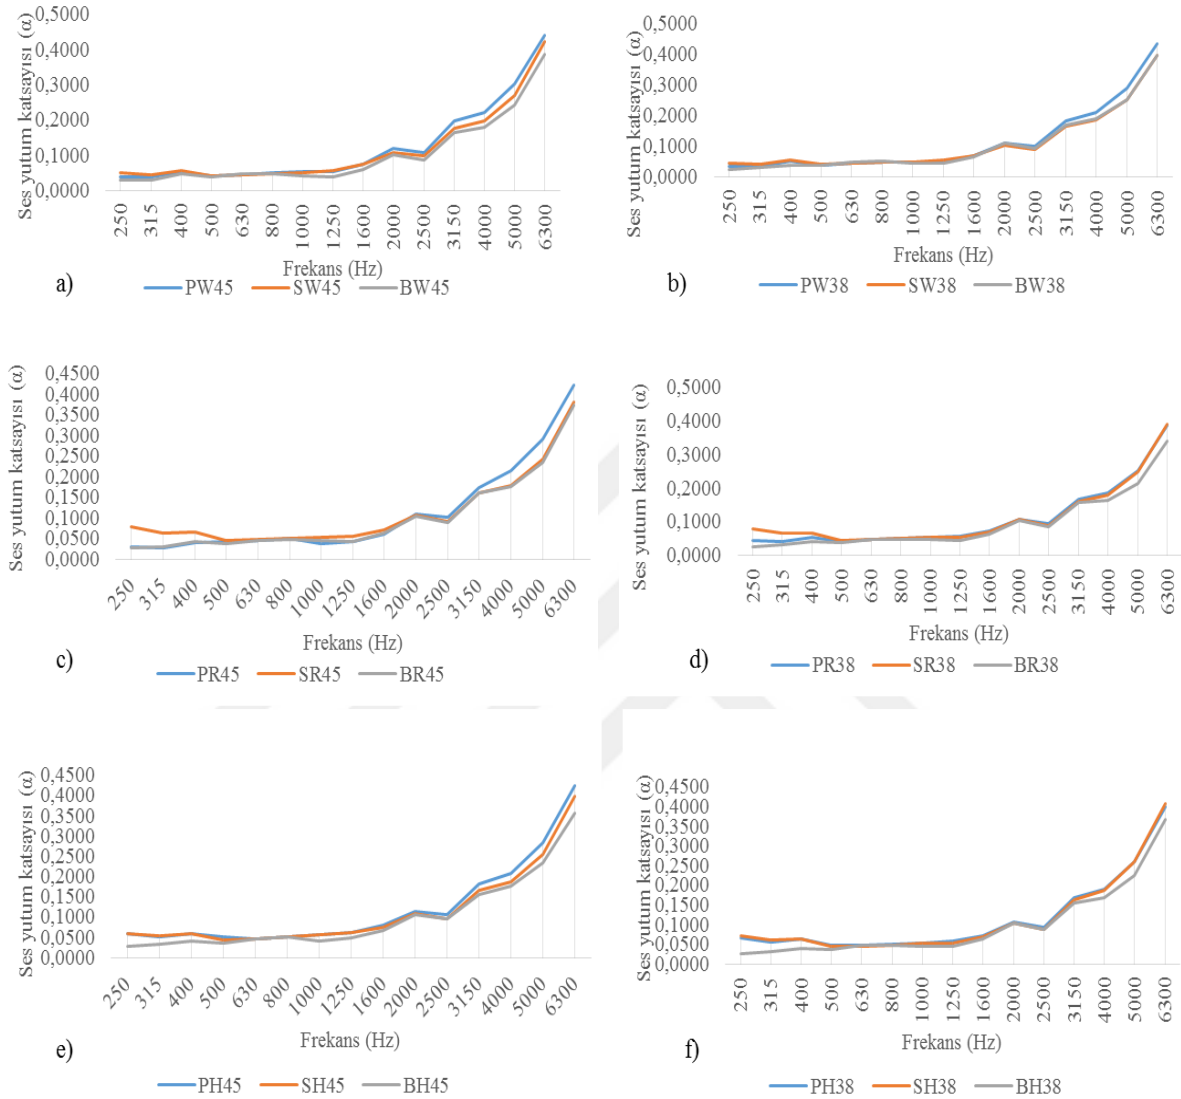 Ses yutum katsayısı (α)
0,5000
0,4000
0,3000
0,2000
0,1000
0,0000
250 315 400 500 630 800 1000 1250 1600 2000 2500 3150 4000 5000 6300
Frekans (Hz)
a)
PW45 SW45 BW45
Ses yutum katsayısı (α)
0,5000
0,4000
0,3000
0,2000
0,1000
0,0000
250 315 400 500 630 800 1000 1250 1600 2000 2500 3150 4000 5000 6300
Frekans (Hz)
b)
PW38 SW38 BW38
Ses yutum katsayısı (α)
0,4500
0,4000
0,3500
0,3000
0,2500
0,2000
0,1500
0,1000
0,0500
0,0000
250 315 400 500 630 800 1000 1250 1600 2000 2500 3150 4000 5000 6300
Frekans (Hz)
c)
PR45 SR45 BR45
Ses yutum katsayısı (α)
0,5000
0,4000
0,3000
0,2000
0,1000
0,0000
250 315 400 500 630 800 1000 1250 1600 2000 2500 3150 4000 5000 6300
Frekans (Hz)
d)
PR38 SR38 BR38
Ses yutum katsayısı (α)
0,4500
0,4000
0,3500
0,3000
0,2500
0,2000
0,1500
0,1000
0,0500
0,0000
250 315 400 500 630 800 1000 1250 1600 2000 2500 3150 4000 5000 6300
Frekans (Hz)
e)
PH45 SH45 BH45
Ses yutum katsayısı (α)
0,4500
0,4000
0,3500
0,3000
0,2500
0,2000
0,1500
0,1000
0,0500
0,0000
250 315 400 500 630 800 1000 1250 1600 2000 2500 3150 4000 5000 6300
Frekans (Hz)
f)
PH38 SH38 BH38